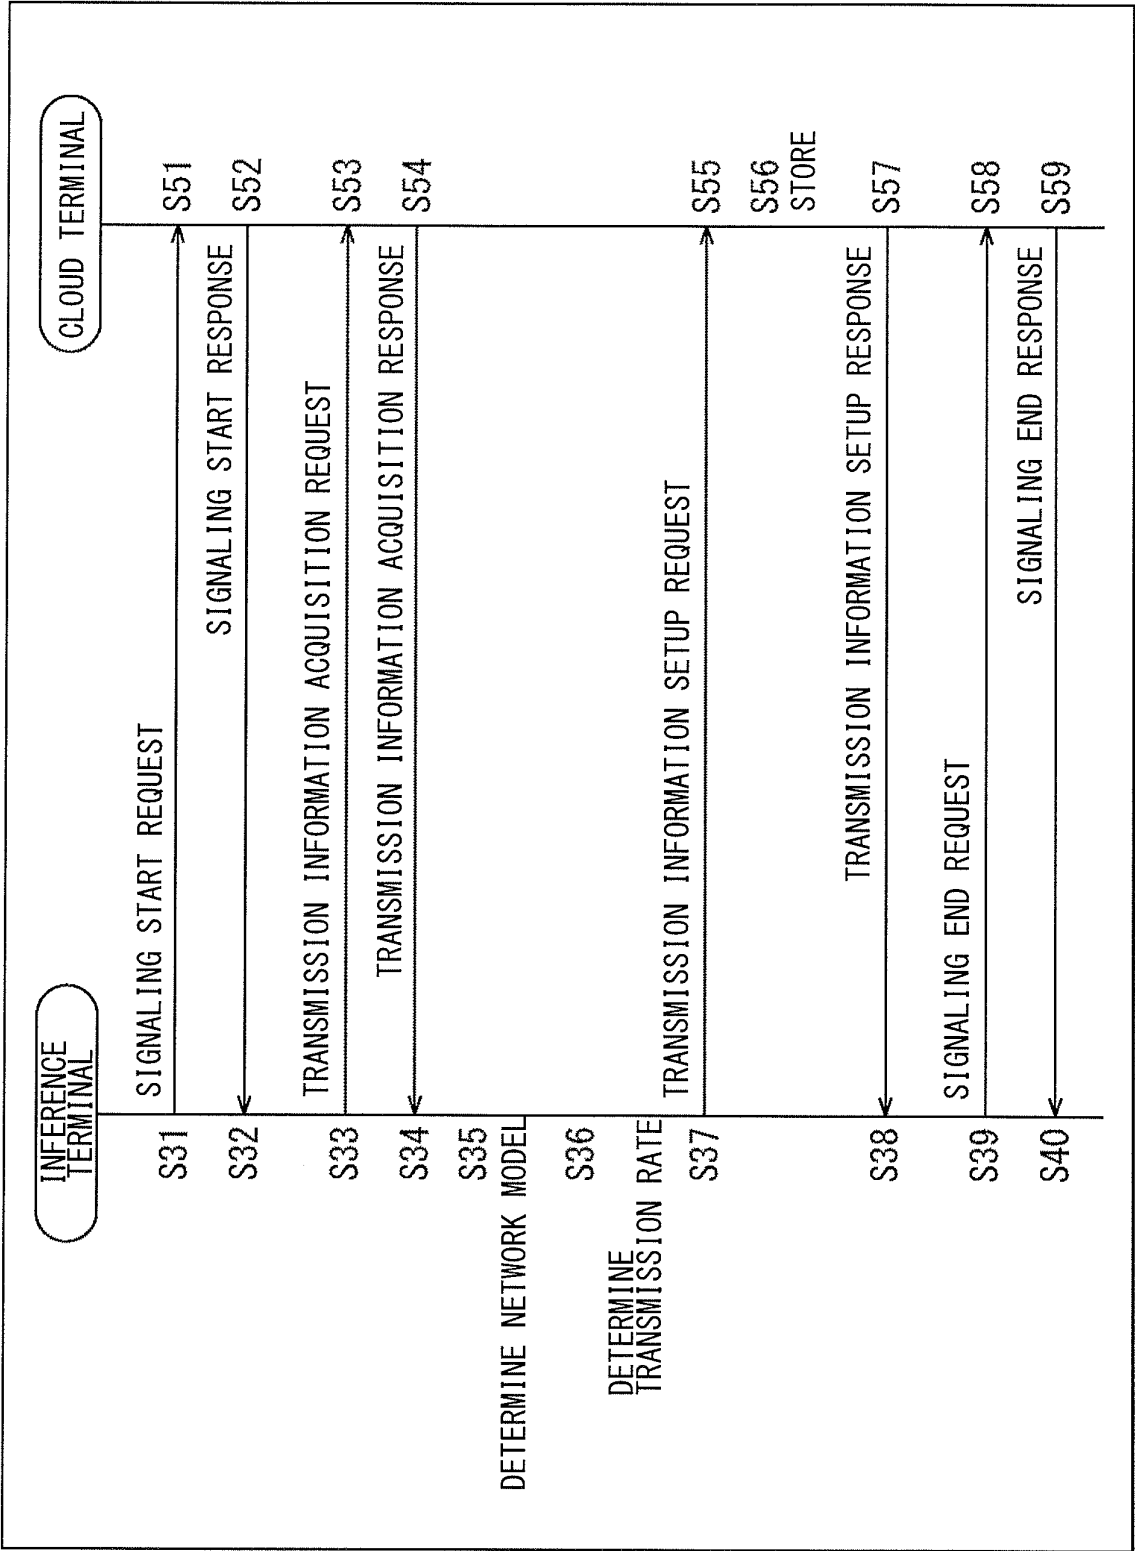 INFERENCE
TERMINAL
CLOUD TERMINAL
S31
SIGNALING START REQUEST
S51
S32
SIGNALING START RESPONSE
S52
S33
TRANSMISSION INFORMATION ACQUISITION REQUEST
S53
S34
TRANSMISSION INFORMATION ACQUISITION RESPONSE
S54
S35
DETERMINE NETWORK MODEL
S36
DETERMINE
TRANSMISSION RATE
S37
TRANSMISSION INFORMATION SETUP REQUEST
S55
S56
STORE
S38
TRANSMISSION INFORMATION SETUP RESPONSE
S57
S39
SIGNALING END REQUEST
S58
S40
SIGNALING END RESPONSE
S59